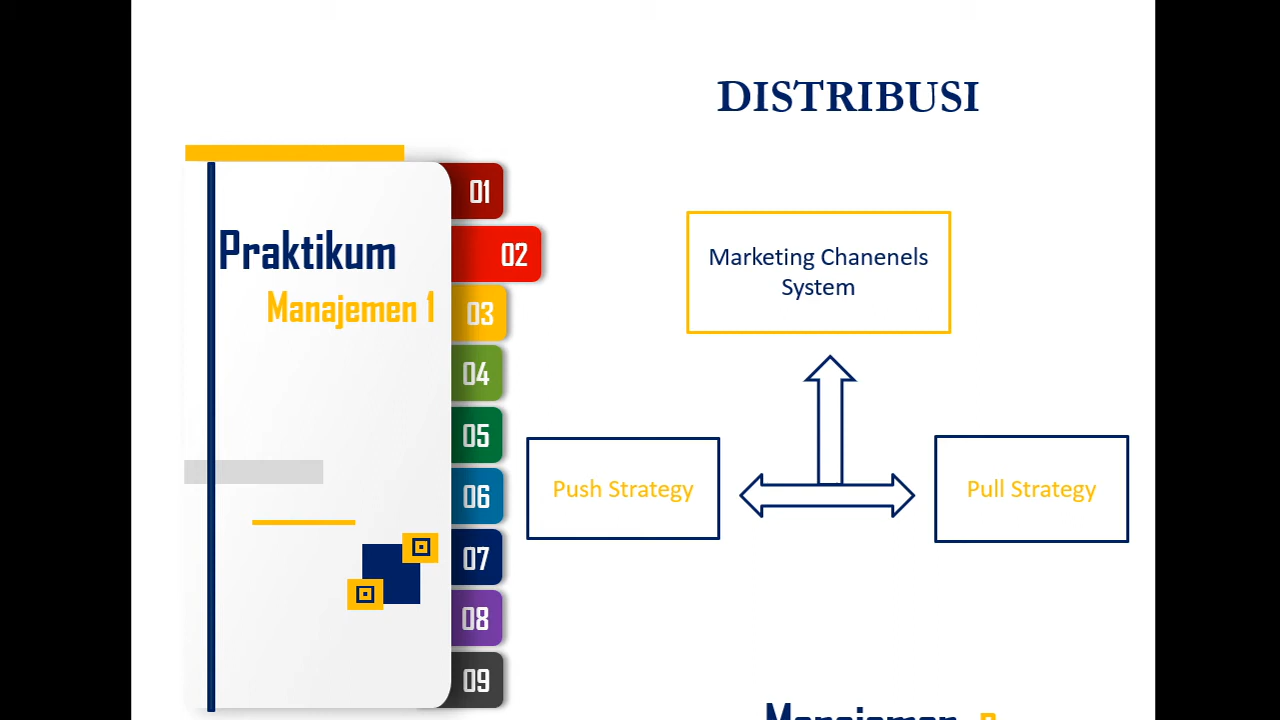 DISTRIBUSI
Praktikum
Manajemen 1
01
02
03
04
05
06
07
08
09
Marketing Chanenels
System
Push Strategy
Pull Strategy
Manajemen